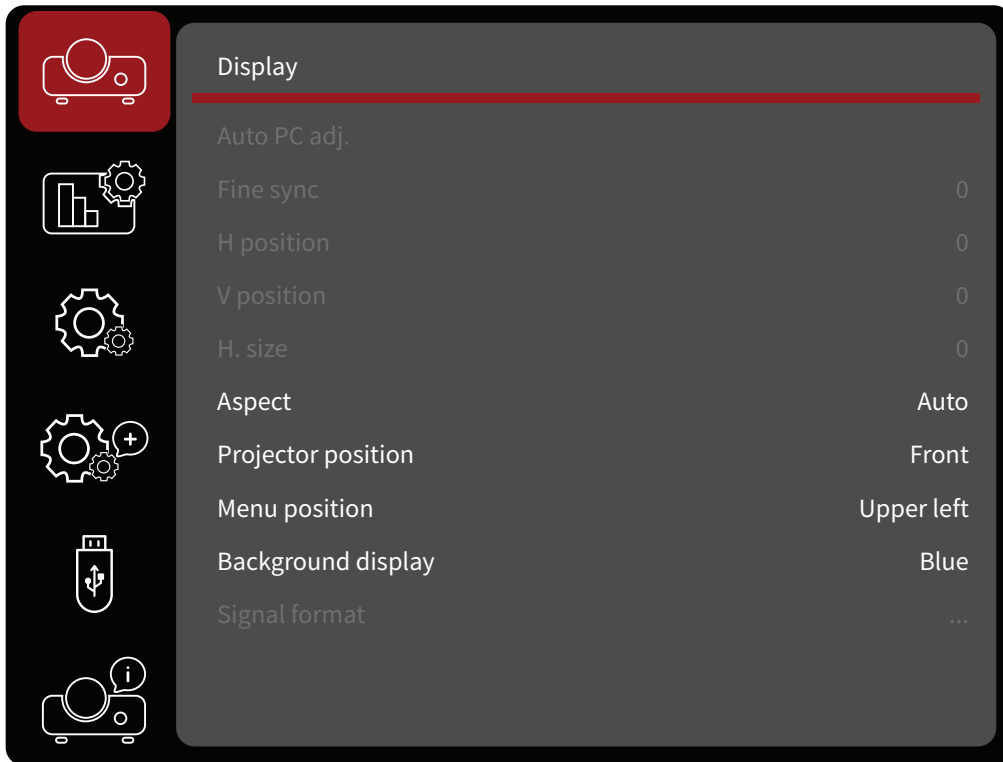 Display
Auto PC adj.
Fine sync 0
H position 0
V position 0
H. size 0
Aspect Auto
Projector position Front
Menu position Upper left
Background display Blue
Signal format ...